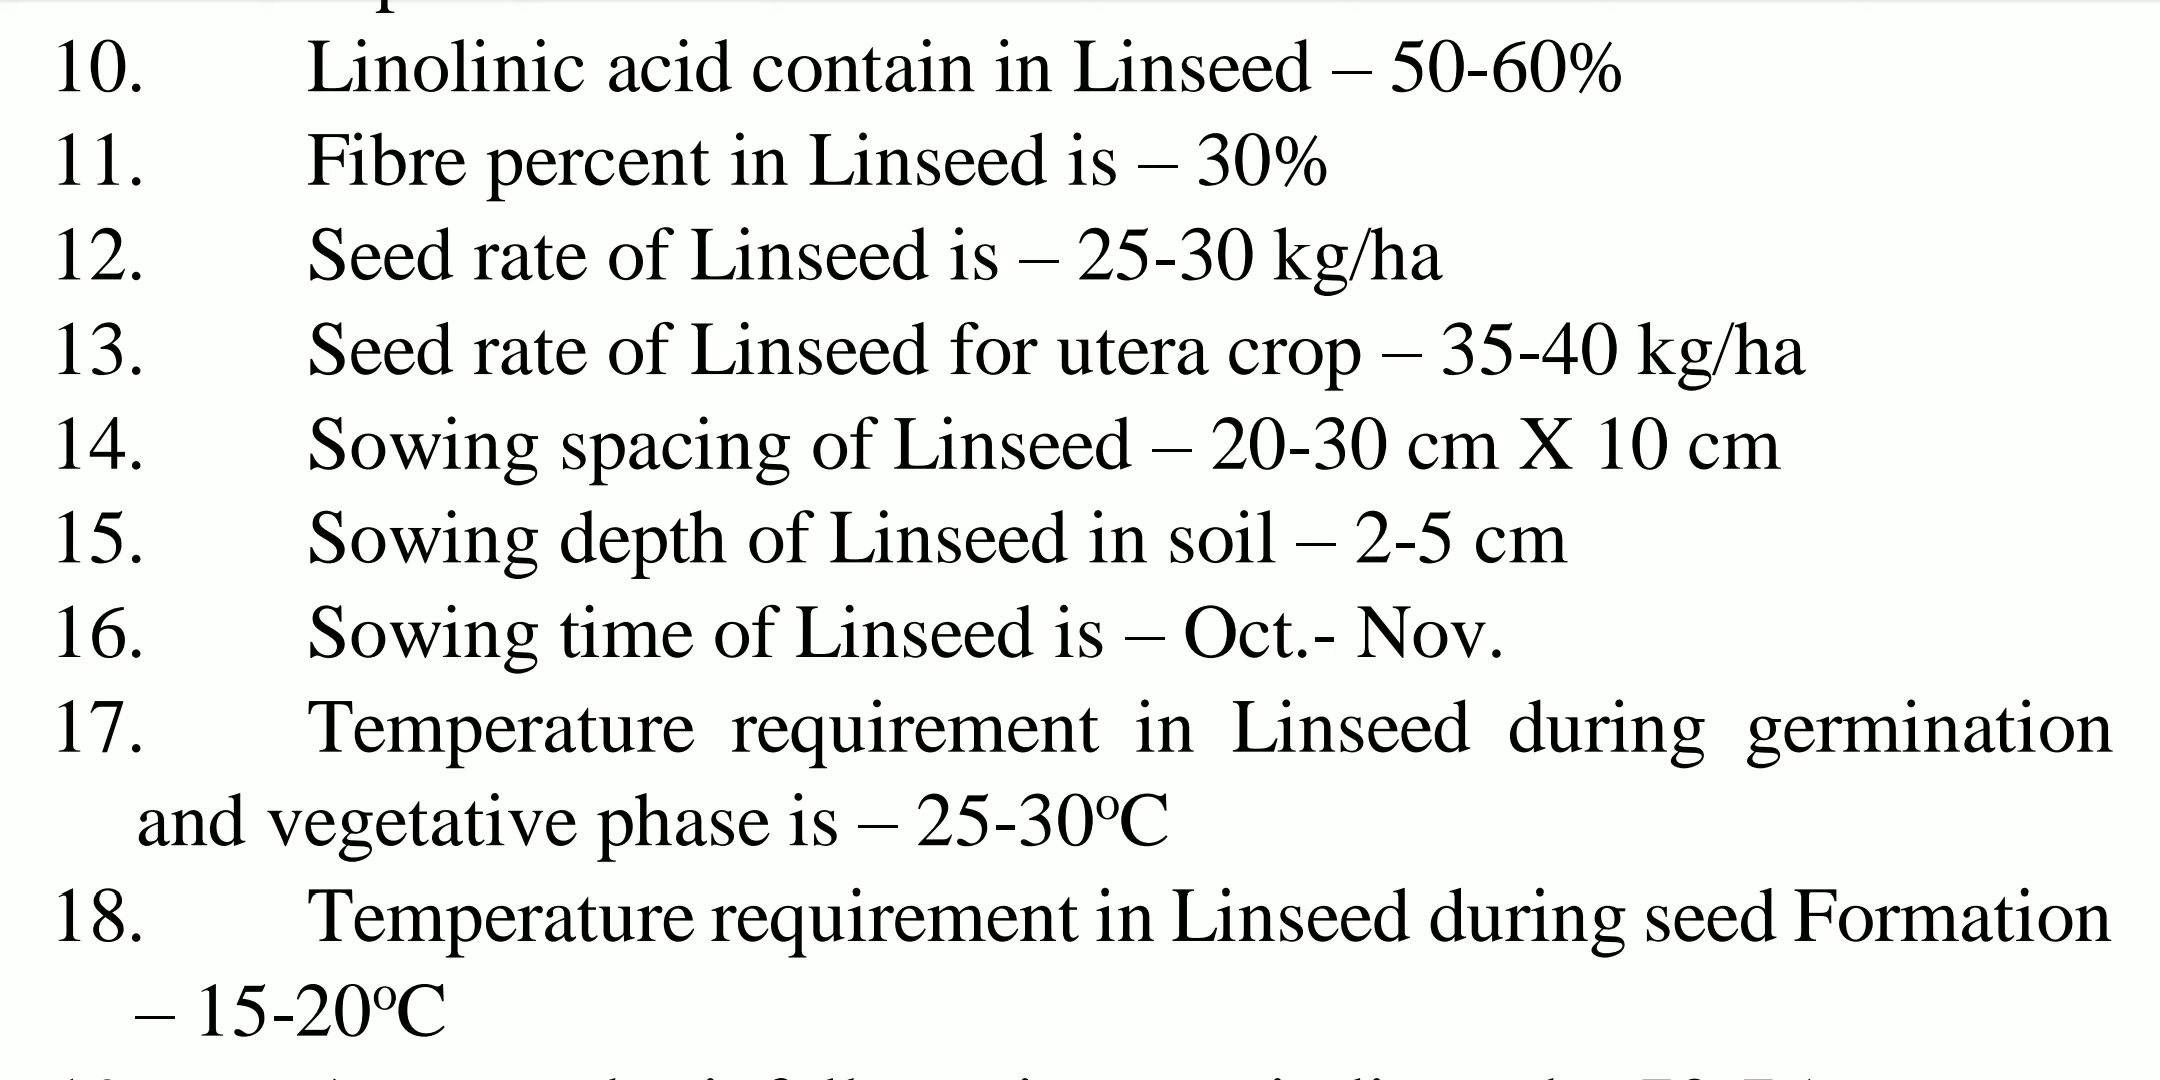 10. Linolinic acid contain in Linseed – 50-60%
11. Fibre percent in Linseed is – 30%
12. Seed rate of Linseed is – 25-30 kg/ha
13. Seed rate of Linseed for utera crop – 35-40 kg/ha
14. Sowing spacing of Linseed – 20-30 cm X 10 cm
15. Sowing depth of Linseed in soil – 2-5 cm
16. Sowing time of Linseed is – Oct.- Nov.
17. Temperature requirement in Linseed during germination
and vegetative phase is – 25-30ºC
18. Temperature requirement in Linseed during seed Formation
– 15-20ºC